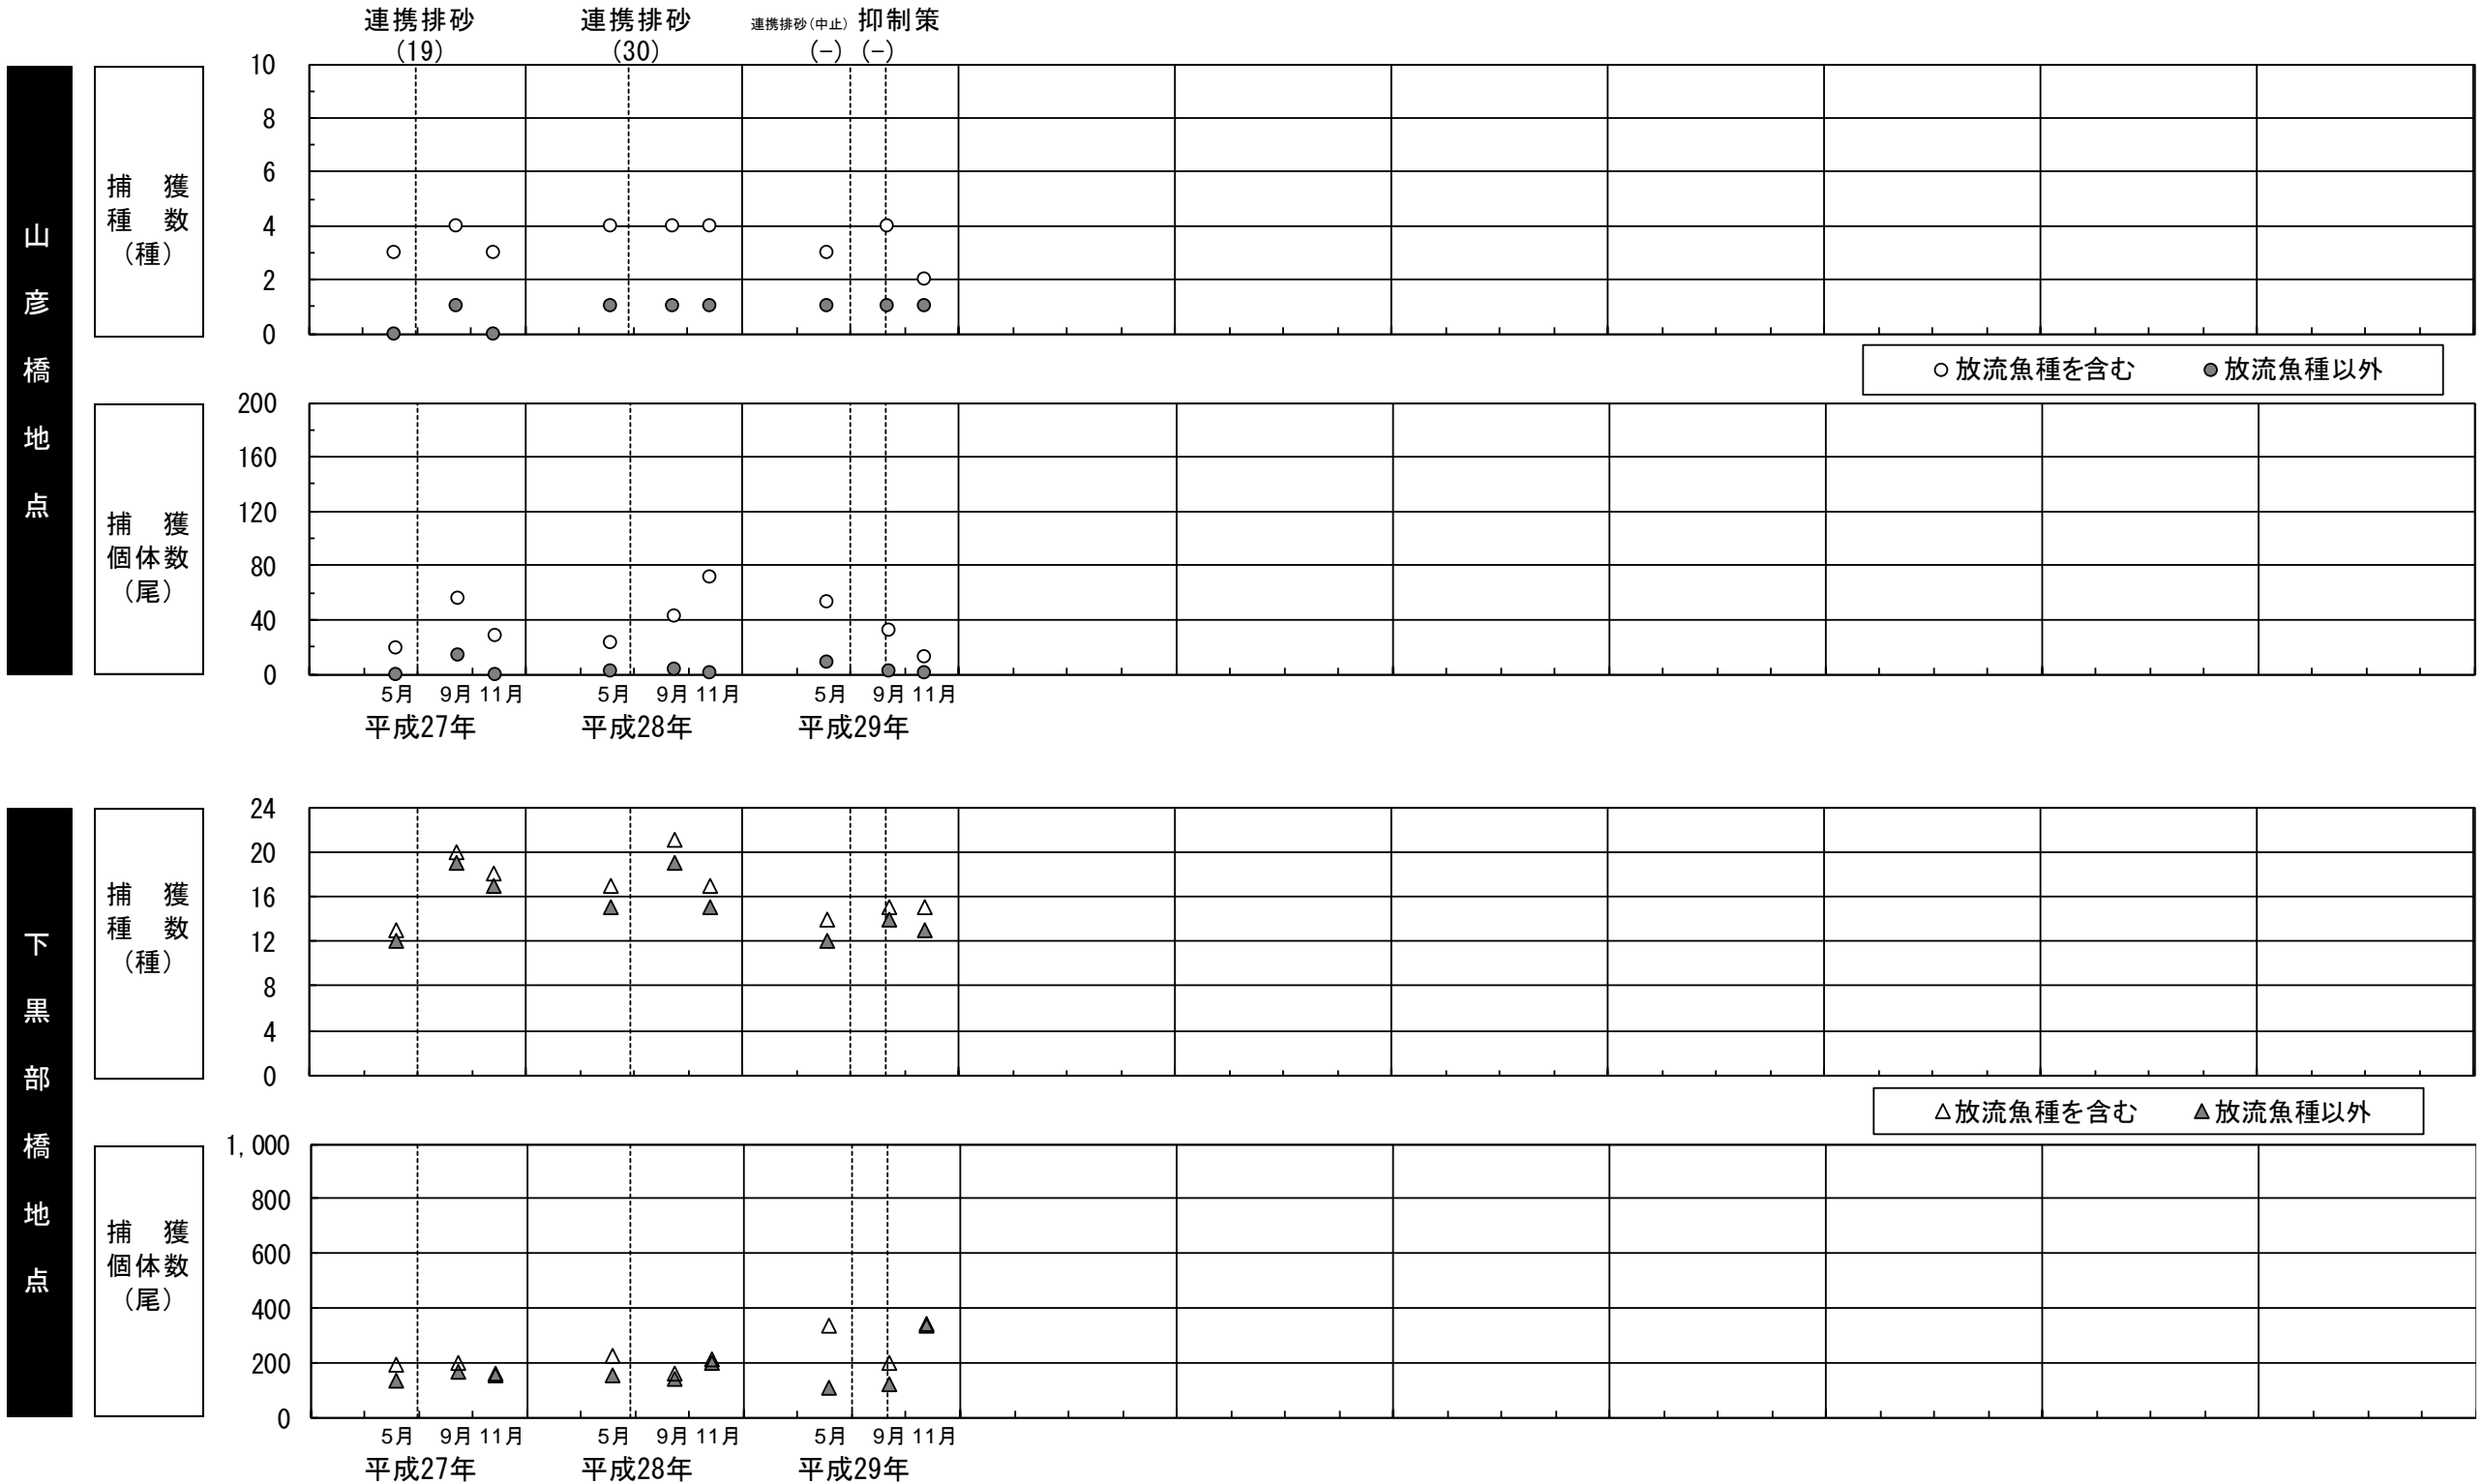 連携排砂 連携排砂 連携排砂(中止) 抑制策
(19) (30) (-) (-)
山彦橋地点
捕獲
種数
(種)
10
8
6
4
2
0
○放流魚種を含む ●放流魚種以外
捕獲
個体数
(尾)
200
160
120
80
40
0
5月 9月 11月 5月 9月 11月 5月 9月 11月
平成27年 平成28年 平成29年
下黒部橋地点
捕獲
種数
(種)
24
20
16
12
8
4
0
△放流魚種を含む ▲放流魚種以外
捕獲
個体数
(尾)
1,000
800
600
400
200
0
5月 9月 11月 5月 9月 11月 5月 9月 11月
平成27年 平成28年 平成29年